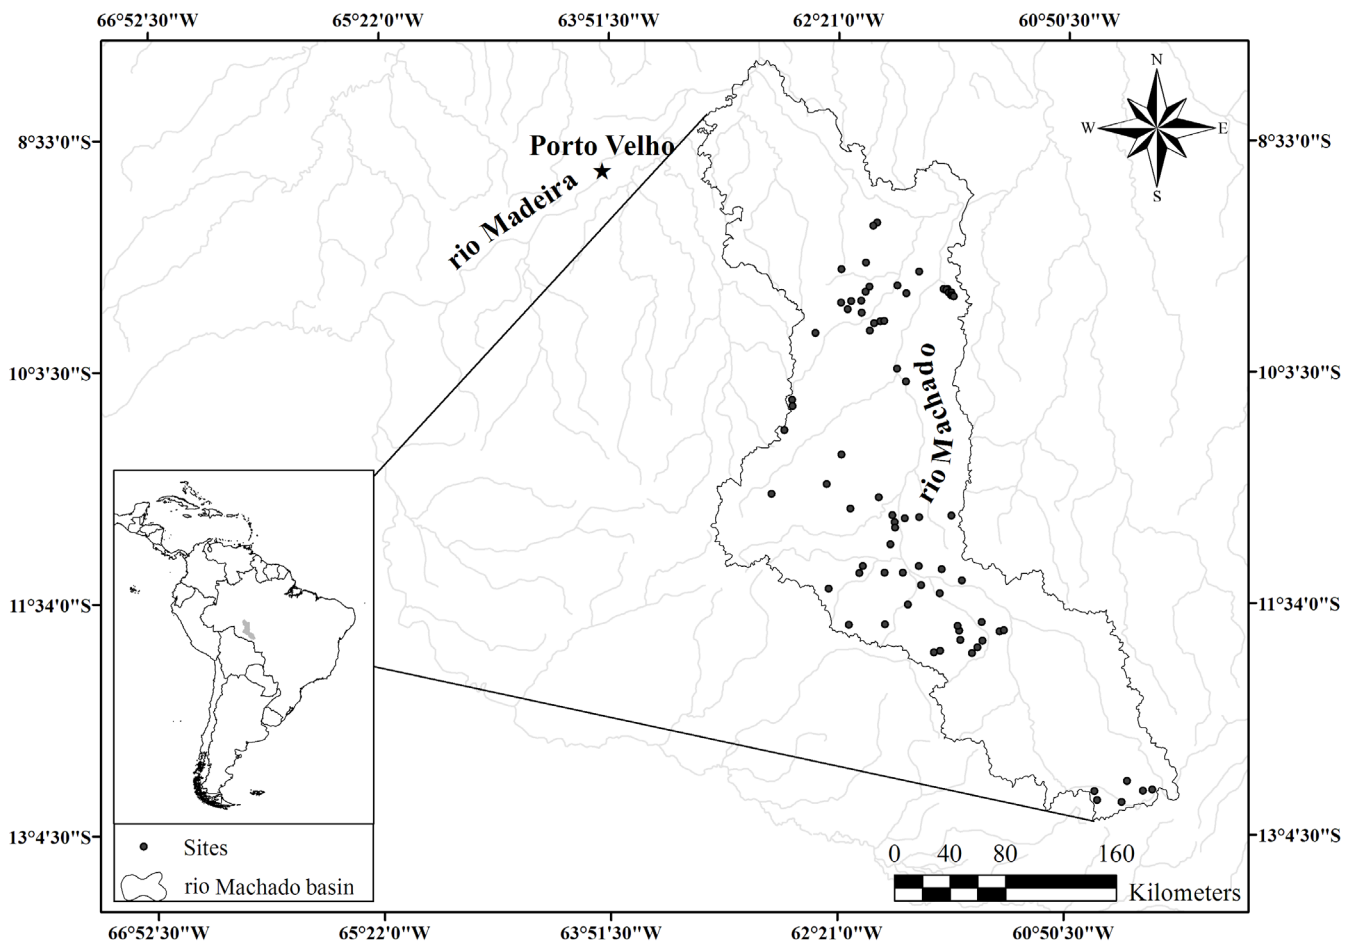 66°52'30"W 65°22'0"W 63°51'30"W 62°21'0"W 60°50'30"W
N
W E
S
8°33'0"S Porto Velho 8°33'0"S
rio Madeira
10°3'30"S 10°3'30"S
rio Machado
11°34'0"S 11°34'0"S
13°4'30"S 13°4'30"S
Sites
rio Machado basin
0 40 80 160
Kilometers
66°52'30"W 65°22'0"W 63°51'30"W 62°21'0"W 60°50'30"W